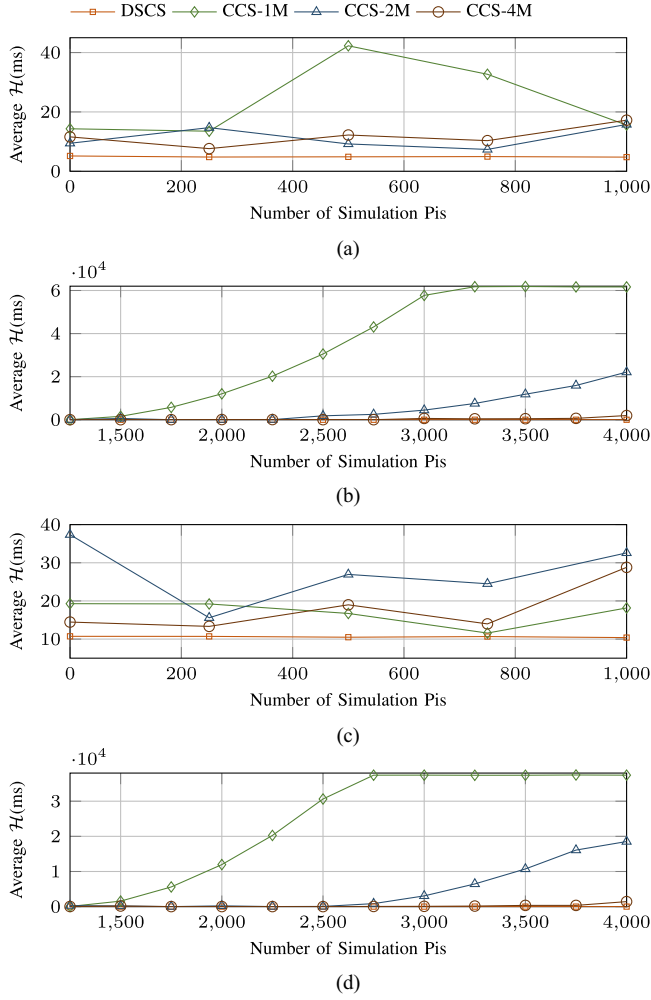 DSCS CCS-1M CCS-2M CCS-4M
40
20
0
Average ℋ(ms)
0 200 400 600 800 1,000
Number of Simulation Pis
(a)
·10⁴
6
4
2
0
Average ℋ(ms)
1,500 2,000 2,500 3,000 3,500 4,000
Number of Simulation Pis
(b)
40
30
20
10
Average ℋ(ms)
0 200 400 600 800 1,000
Number of Simulation Pis
(c)
·10⁴
3
2
1
0
Average ℋ(ms)
1,500 2,000 2,500 3,000 3,500 4,000
Number of Simulation Pis
(d)